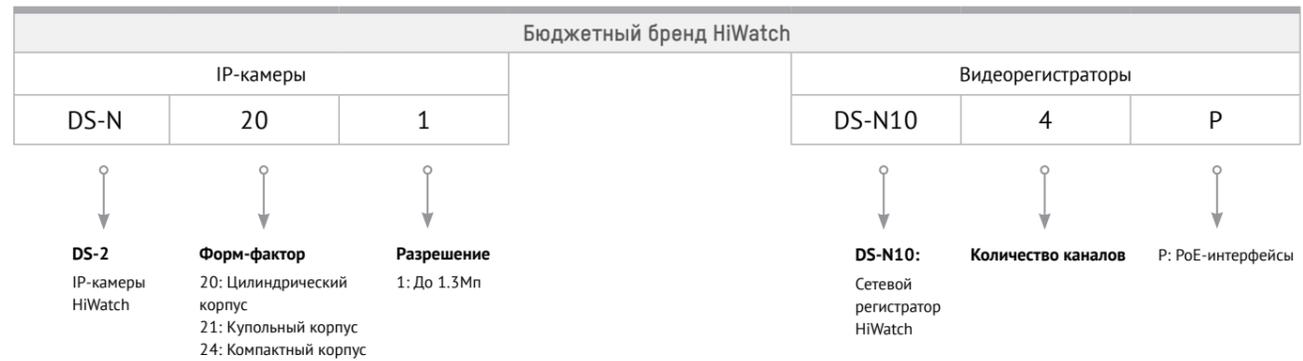 Бюджетный бренд HiWatch
IP-камеры
Видеорегистраторы
DS-N 20 1
DS-N10 4 P
DS-2
IP-камеры
HiWatch
Форм-фактор
20: Цилиндрический
корпус
21: Купольный корпус
24: Компактный корпус
Разрешение
1: До 1.3Мп
DS-N10:
Сетевой
регистратор
HiWatch
Количество каналов
P: PoE-интерфейсы